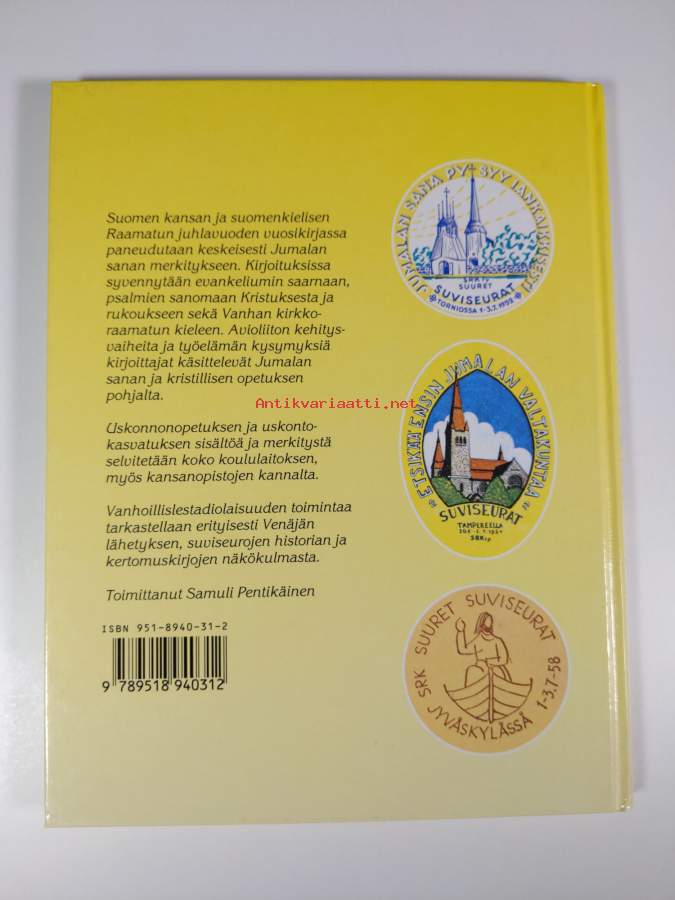 Suomen kansan ja suomenkielisen
Raamatun juhlavuoden vuosikirjassa
paneudutaan keskeisesti Jumalan
sanan merkitykseen. Kirjoituksissa
syvennytään evankeliumin saarnaan,
psalmien sanomaan Kristuksesta ja
rukoukseen sekä Vanhan kirkko-
raamatun kieleen. Avioliiton kehitys-
vaiheita ja työelämän kysymyksiä
kirjoittajat käsittelevät Jumalan
sanan ja kristillisen opetuksen
pohjalta.
Uskonnonopetuksen ja uskonto-
kasvatuksen sisältöä ja merkitystä
selvitetään koko koululaitoksen,
myös kansanopistojen kannalta.
Vanhoillislestadiolaisuuden toimintaa
tarkastellaan erityisesti Venäjän
lähetyksen, suviseurojen historian ja
kertomuskirjojen näkökulmasta.
Toimittanut Samuli Pentikäinen
ISBN 951-8940-31-2
9 789518 940312
JUMALAN SANA PYSYY IANKAIKKISESTI
SRK:n
SUURET
SUVISEURAT
TORNIOSSA 1-3.7.1952
ETSIKÄÄ ENSIN JUMALAN VALTAKUNTAA
SUVISEURAT
TAMPEREELLA
SRK:n
SRK SUURET SUVISEURAT
JYVÄSKYLÄSSÄ 1-3.7-58
Antikvariaatti.net